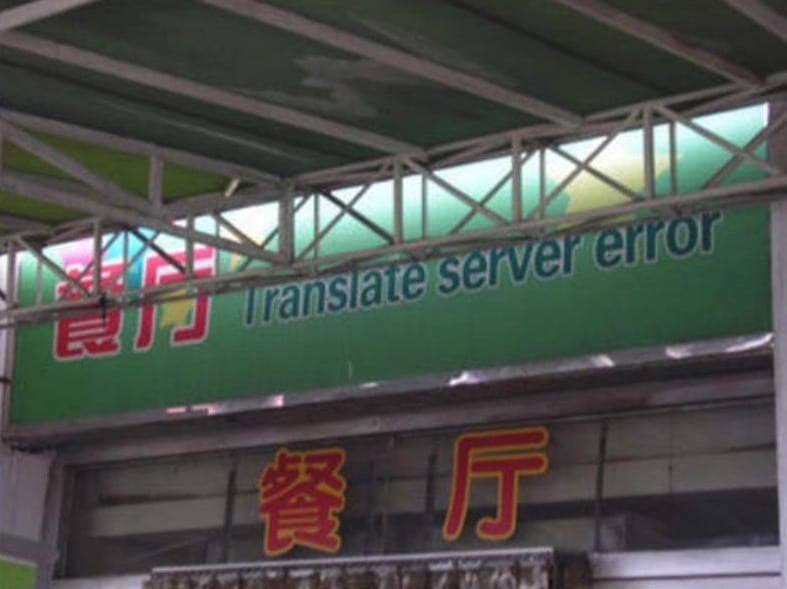 餐厅 Translate server error
餐厅